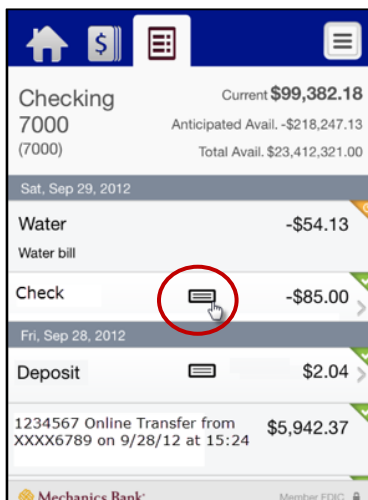 $
Checking Current $99,382.18
7000 Anticipated Avail. -$218,247.13
(7000) Total Avail. $23,412,321.00
Sat, Sep 29, 2012
Water -$54.13
Water bill
Check -$85.00
Fri, Sep 28, 2012
Deposit $2.04
1234567 Online Transfer from
XXXX6789 on 9/28/12 at 15:24 $5,942.37
Mechanics Bank Member FDIC